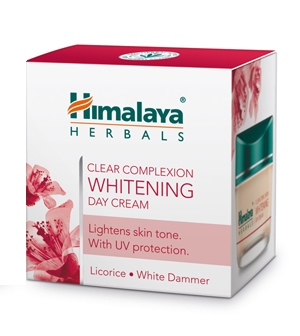 Himalaya®
HERBALS
CLEAR COMPLEXION
WHITENING
DAY CREAM
Lightens skin tone.
With UV protection.
Licorice • White Dammer